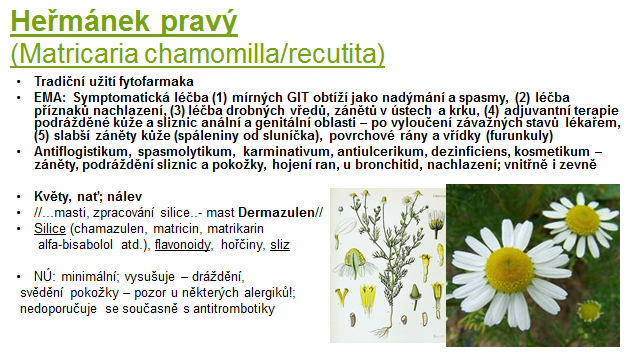 Heřmánek pravý
(Matricaria chamomilla/recutita)
• Tradiční užití fytofarmaka
• EMA: Symptomatická léčba (1) mírných GIT obtíží jako nadýmání a spasmy, (2) léčba
příznaků nachlazení, (3) léčba drobných vředů, zánětů v ústech a krku, (4) adjuvantní terapie
podrážděné kůže a sliznic anální a genitální oblasti – po vyloučení závažných stavů lékařem,
(5) slabší záněty kůže (spáleniny od sluníčka), povrchové rány a vřídky (furunkuly)
• Antiflogistikum, spasmolytikum, karminativum, antiulcerikum, dezinficiens, kosmetikum –
záněty, podráždění sliznic a pokožky, hojení ran, u bronchitid, nachlazení; vnitřně i zevně
• Květy, nať; nálev
• //...masti, zpracování silice..- mast Dermazulen//
• Silice (chamazulen, matricin, matrikarin
alfa-bisabolol atd.), flavonoidy, hořčiny, sliz
• NÚ: minimální; vysušuje – dráždění,
svědění pokožky – pozor u některých alergiků!;
nedoporučuje se současně s antitrombotiky